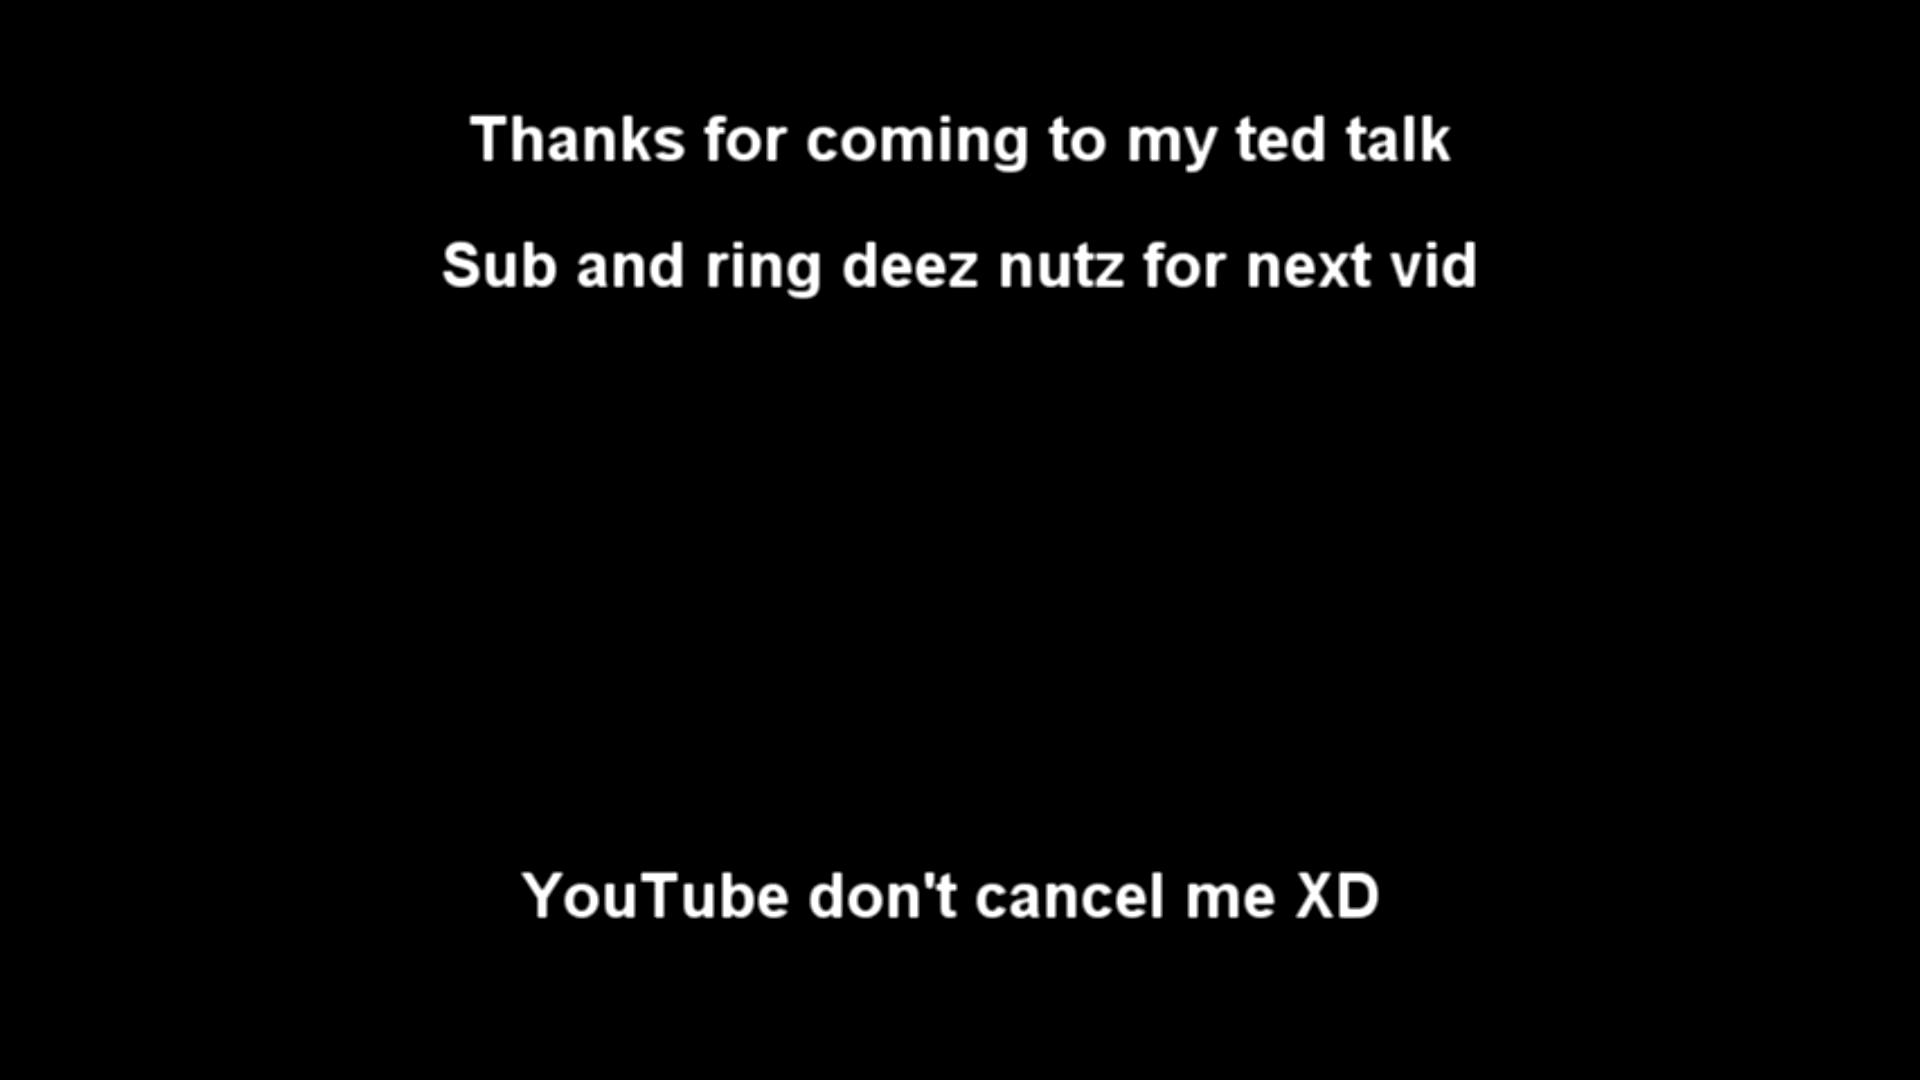 Thanks for coming to my ted talk
Sub and ring deez nutz for next vid
YouTube don't cancel me XD